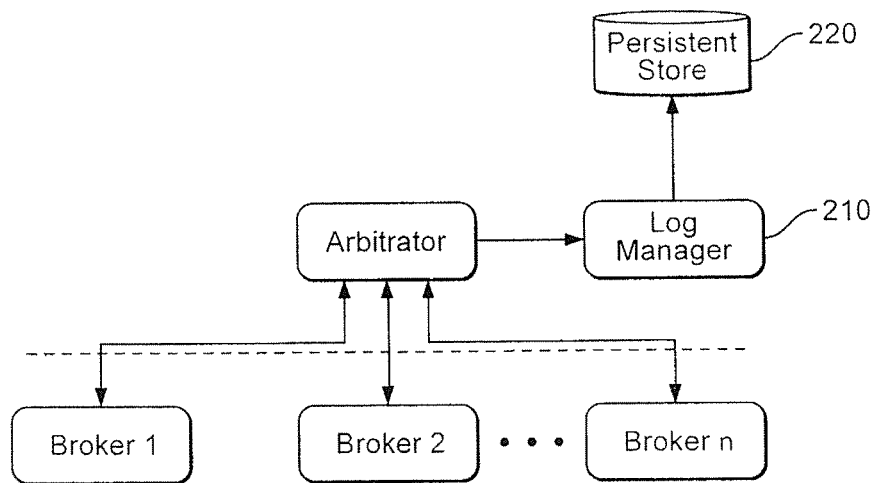 Persistent
Store
220
Log
Manager
210
Arbitrator
Broker 1
Broker 2
Broker n